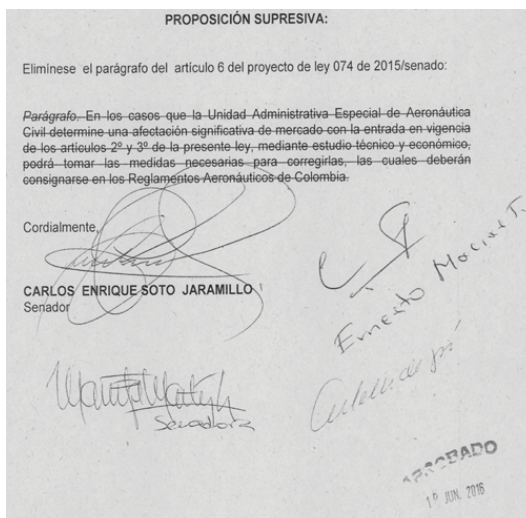 PROPOSICIÓN SUPRESIVA:
Elimínese el parágrafo del artículo 6 del proyecto de ley 074 de 2015/senado:
Parágrafo. En los casos que la Unidad Administrativa Especial de Aeronáutica
Civil determine una afectación significativa de mercado con la entrada en vigencia
de los artículos 2º y 3º de la presente ley, mediante estudio técnico y económico,
podrá tomar las medidas necesarias para corregirlas, las cuales deberán
consignarse en los Reglamentos Aeronáuticos de Colombia.
Cordialmente,
CARLOS ENRIQUE SOTO JARAMILLO
Senador
Ernesto Macias T.
Senadora
APROBADO
JUN. 2016